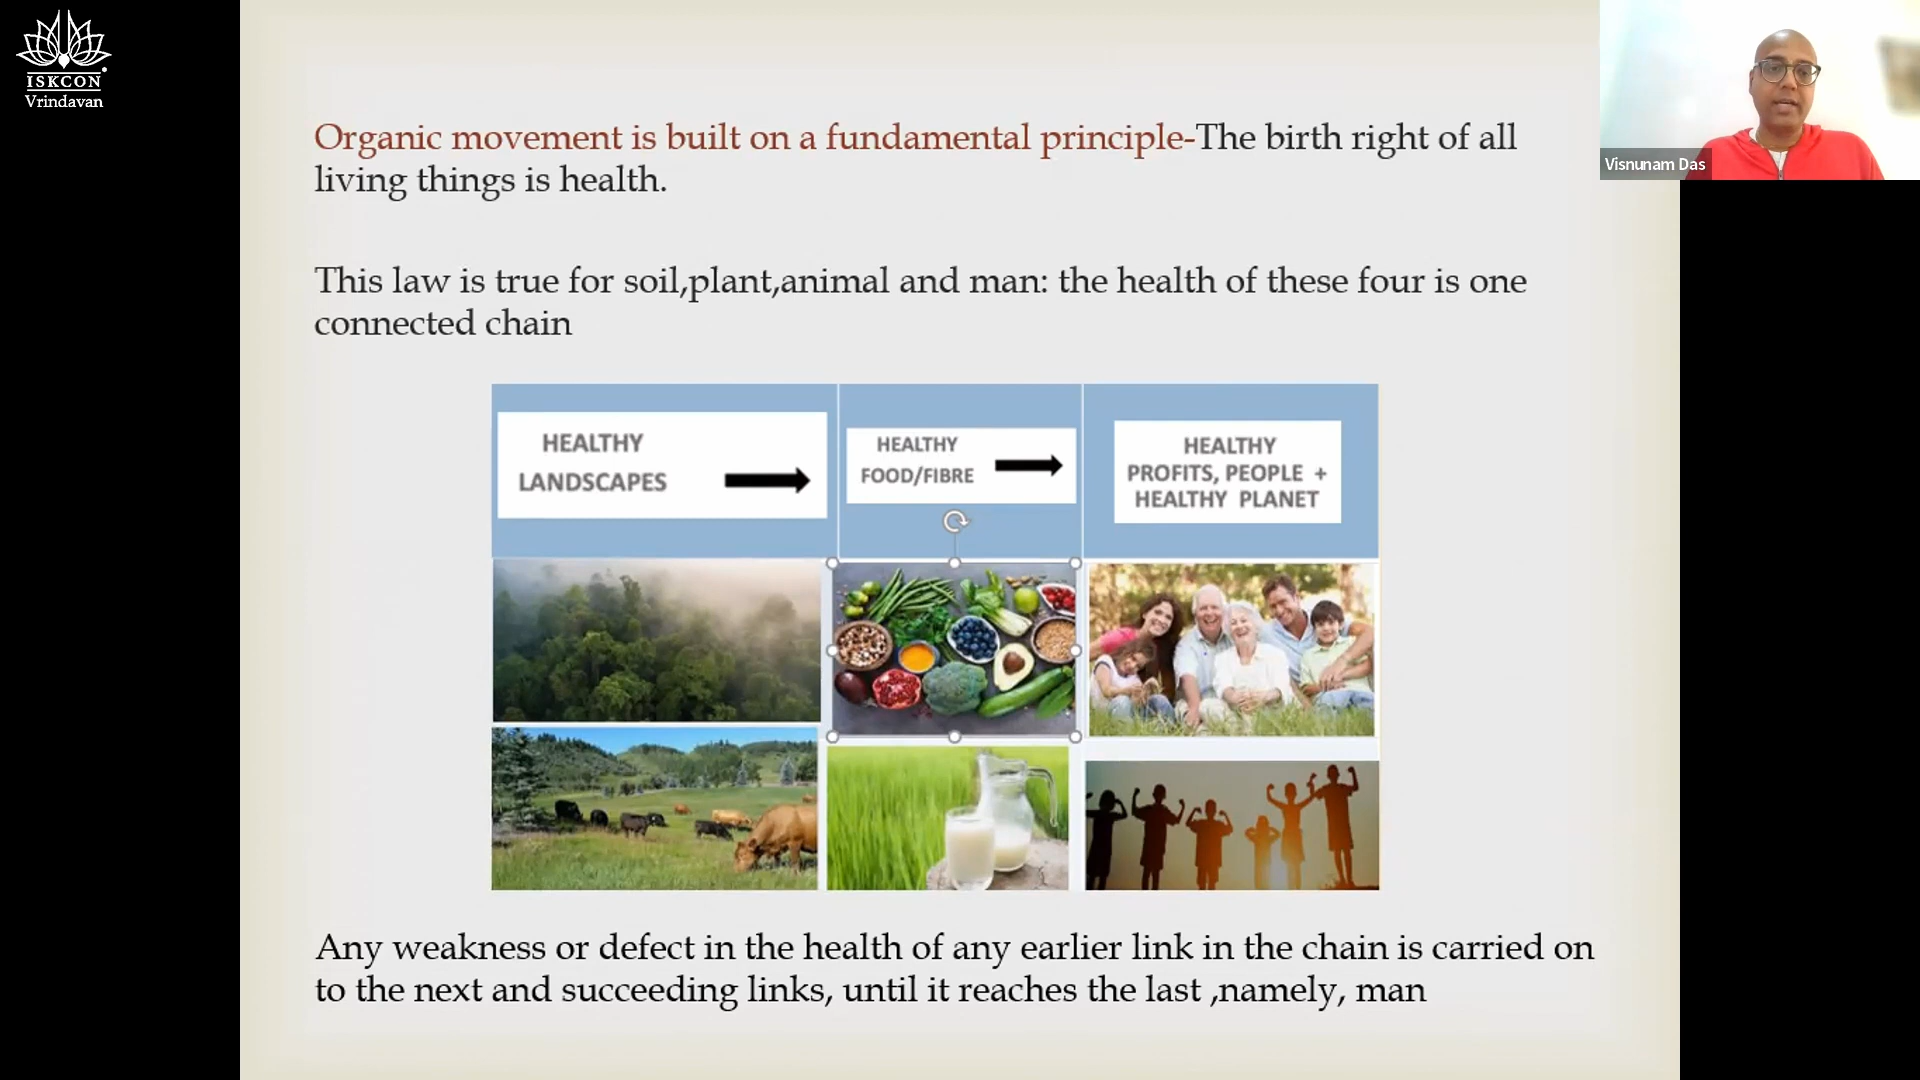 ISKCON
Vrindavan
Organic movement is built on a fundamental principle-The birth right of all
living things is health.
This law is true for soil,plant,animal and man: the health of these four is one
connected chain
HEALTHY
LANDSCAPES
HEALTHY
FOOD/FIBRE
HEALTHY
PROFITS, PEOPLE +
HEALTHY PLANET
Any weakness or defect in the health of any earlier link in the chain is carried on
to the next and succeeding links, until it reaches the last ,namely, man
Visnunam Das